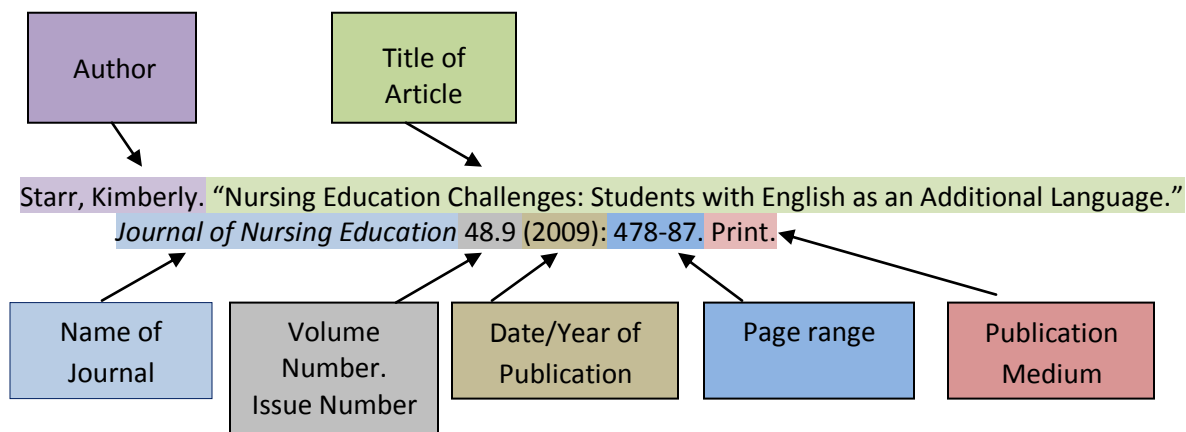 Author
Title of
Article
Starr, Kimberly. “Nursing Education Challenges: Students with English as an Additional Language.”
Journal of Nursing Education 48.9 (2009): 478-87. Print.
Name of
Journal
Volume
Number.
Issue Number
Date/Year of
Publication
Page range
Publication
Medium